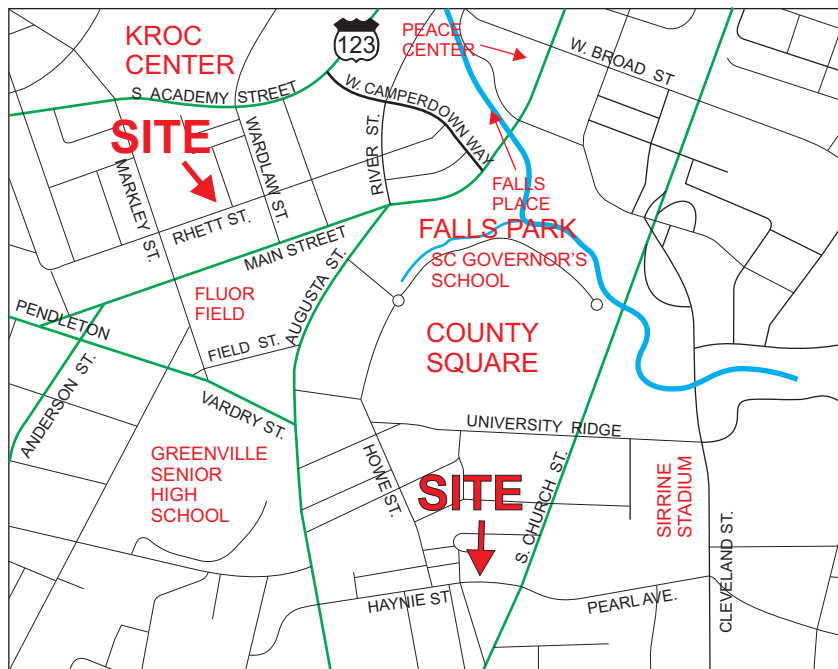 KROC
CENTER
123
PEACE
CENTER
W. BROAD ST
S. ACADEMY STREET
W. CAMPERDOWN WAY
SITE
MARKLEY ST.
WARDLAW ST.
RIVER ST.
RHETT ST.
MAIN STREET
FALLS
PLACE
FALLS PARK
SC GOVERNOR'S
SCHOOL
FLUOR
FIELD
AUGUSTA ST.
PENDLETON
FIELD ST.
COUNTY
SQUARE
ANDERSON ST.
VARDRY ST.
UNIVERSITY RIDGE
GREENVILLE
SENIOR
HIGH
SCHOOL
HOWE ST.
SITE
S. CHURCH ST.
SIRRINE
STADIUM
CLEVELAND ST.
HAYNIE ST
PEARL AVE.